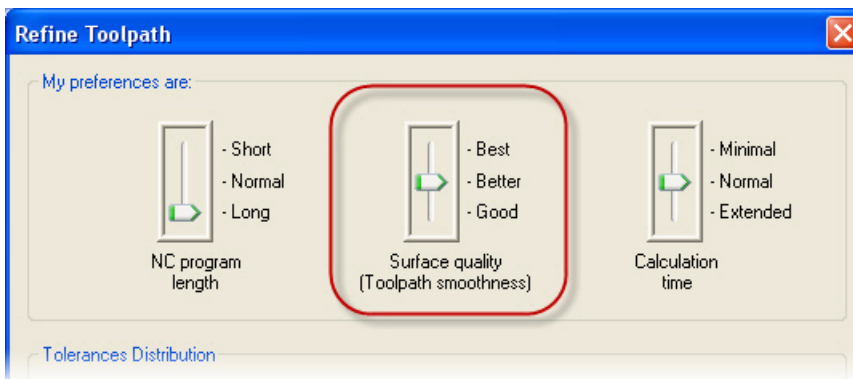 Refine Toolpath
My preferences are:
- Short
- Normal
- Long
NC program
length
- Best
- Better
- Good
Surface quality
(Toolpath smoothness)
- Minimal
- Normal
- Extended
Calculation
time
Tolerances Distribution